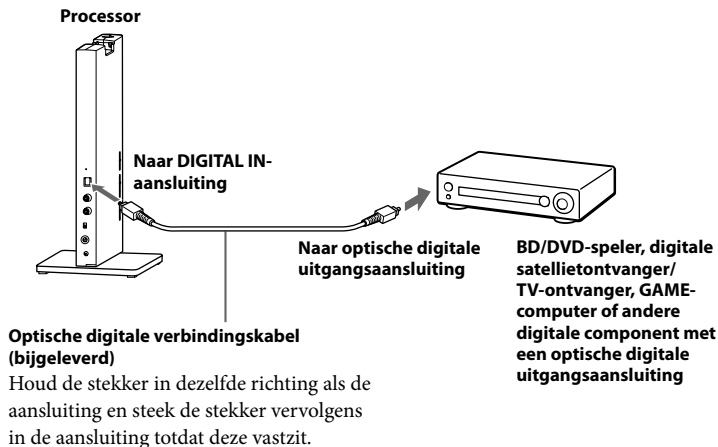 Processor
Naar DIGITAL IN-
aansluiting
Naar optische digitale
uitgangsaansluiting
BD/DVD-speler, digitale
satellietontvanger/
TV-ontvanger, GAME-
computer of andere
digitale component met
een optische digitale
uitgangsaansluiting
Optische digitale verbindingskabel
(bijgeleverd)
Houd de stekker in dezelfde richting als de
aansluiting en steek de stekker vervolgens
in de aansluiting totdat deze vastzit.